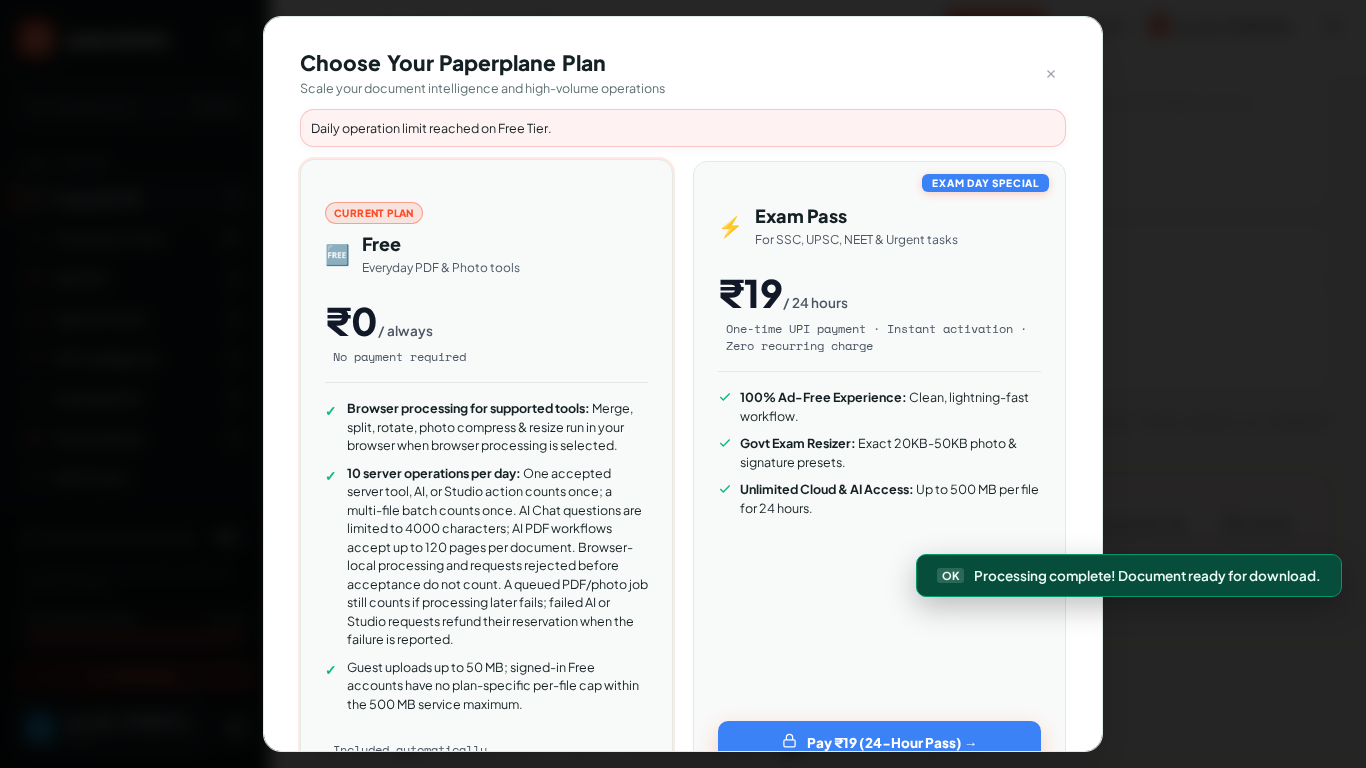 Choose Your Paperplane Plan
Scale your document intelligence and high-volume operations
×
Daily operation limit reached on Free Tier.
CURRENT PLAN
FREE
Free
Everyday PDF & Photo tools
₹0 / always
No payment required
✓ Browser processing for supported tools: Merge,
split, rotate, photo compress & resize run in your
browser when browser processing is selected.
✓ 10 server operations per day: One accepted
server tool, AI, or Studio action counts once; a
multi-file batch counts once. AI Chat questions are
limited to 4000 characters; AI PDF workflows
accept up to 120 pages per document. Browser-
local processing and requests rejected before
acceptance do not count. A queued PDF/photo job
still counts if processing later fails; failed AI or
Studio requests refund their reservation when the
failure is reported.
✓ Guest uploads up to 50 MB; signed-in Free
accounts have no plan-specific per-file cap within
the 500 MB service maximum.
Included automatically
EXAM DAY SPECIAL
⚡ Exam Pass
For SSC, UPSC, NEET & Urgent tasks
₹19 / 24 hours
One-time UPI payment · Instant activation ·
Zero recurring charge
✓ 100% Ad-Free Experience: Clean, lightning-fast
workflow.
✓ Govt Exam Resizer: Exact 20KB-50KB photo &
signature presets.
✓ Unlimited Cloud & AI Access: Up to 500 MB per file
for 24 hours.
Pay ₹19 (24-Hour Pass) →
OK Processing complete! Document ready for download.